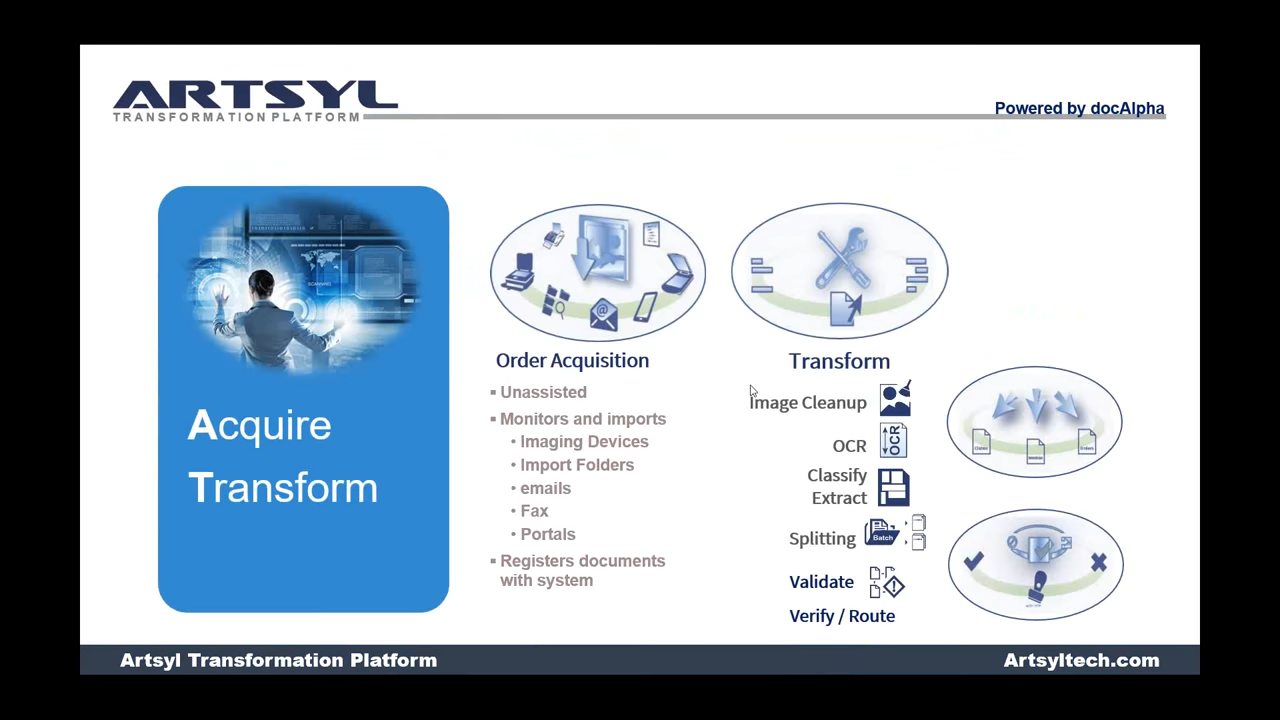 ARTSYL
TRANSFORMATION PLATFORM
Powered by docAlpha
Acquire
Transform
Order Acquisition
▪ Unassisted
▪ Monitors and imports
• Imaging Devices
• Import Folders
• emails
• Fax
• Portals
▪ Registers documents
with system
Transform
Image Cleanup
OCR
OCR
Classify
Extract
Splitting
Batch
Validate
Verify / Route
Artsyl Transformation Platform
Artsyltech.com